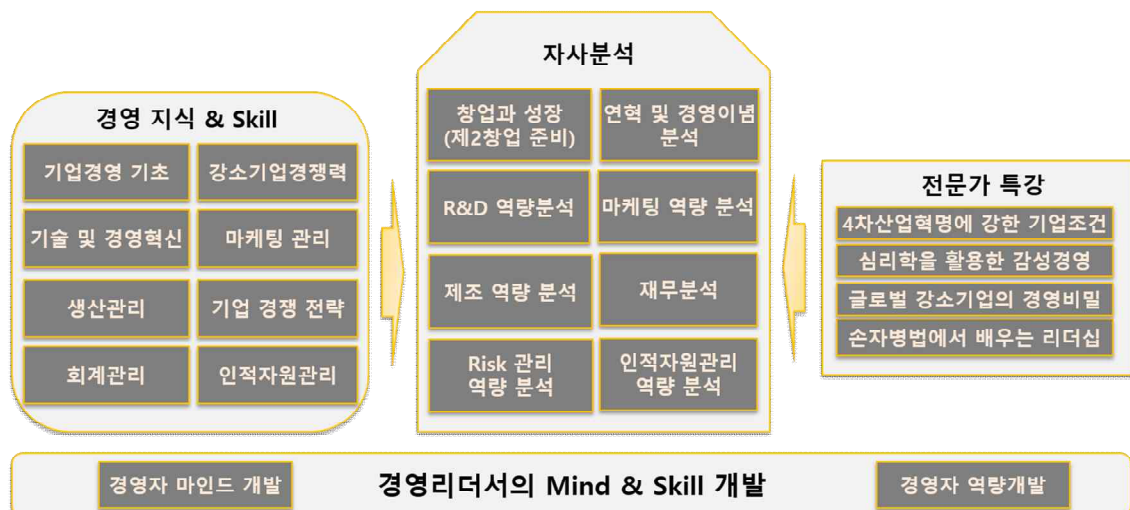 경영 지식 & Skill
기업경영 기초
강소기업경쟁력
기술 및 경영혁신
마케팅 관리
생산관리
기업 경쟁 전략
회계관리
인적자원관리
자사분석
창업과 성장
(제2창업 준비)
연혁 및 경영이념
분석
R&D 역량분석
마케팅 역량 분석
제조 역량 분석
재무분석
Risk 관리
역량 분석
인적자원관리
역량 분석
전문가 특강
4차산업혁명에 강한 기업조건
심리학을 활용한 감성경영
글로벌 강소기업의 경영비밀
손자병법에서 배우는 리더십
경영자 마인드 개발
경영리더서의 Mind & Skill 개발
경영자 역량개발